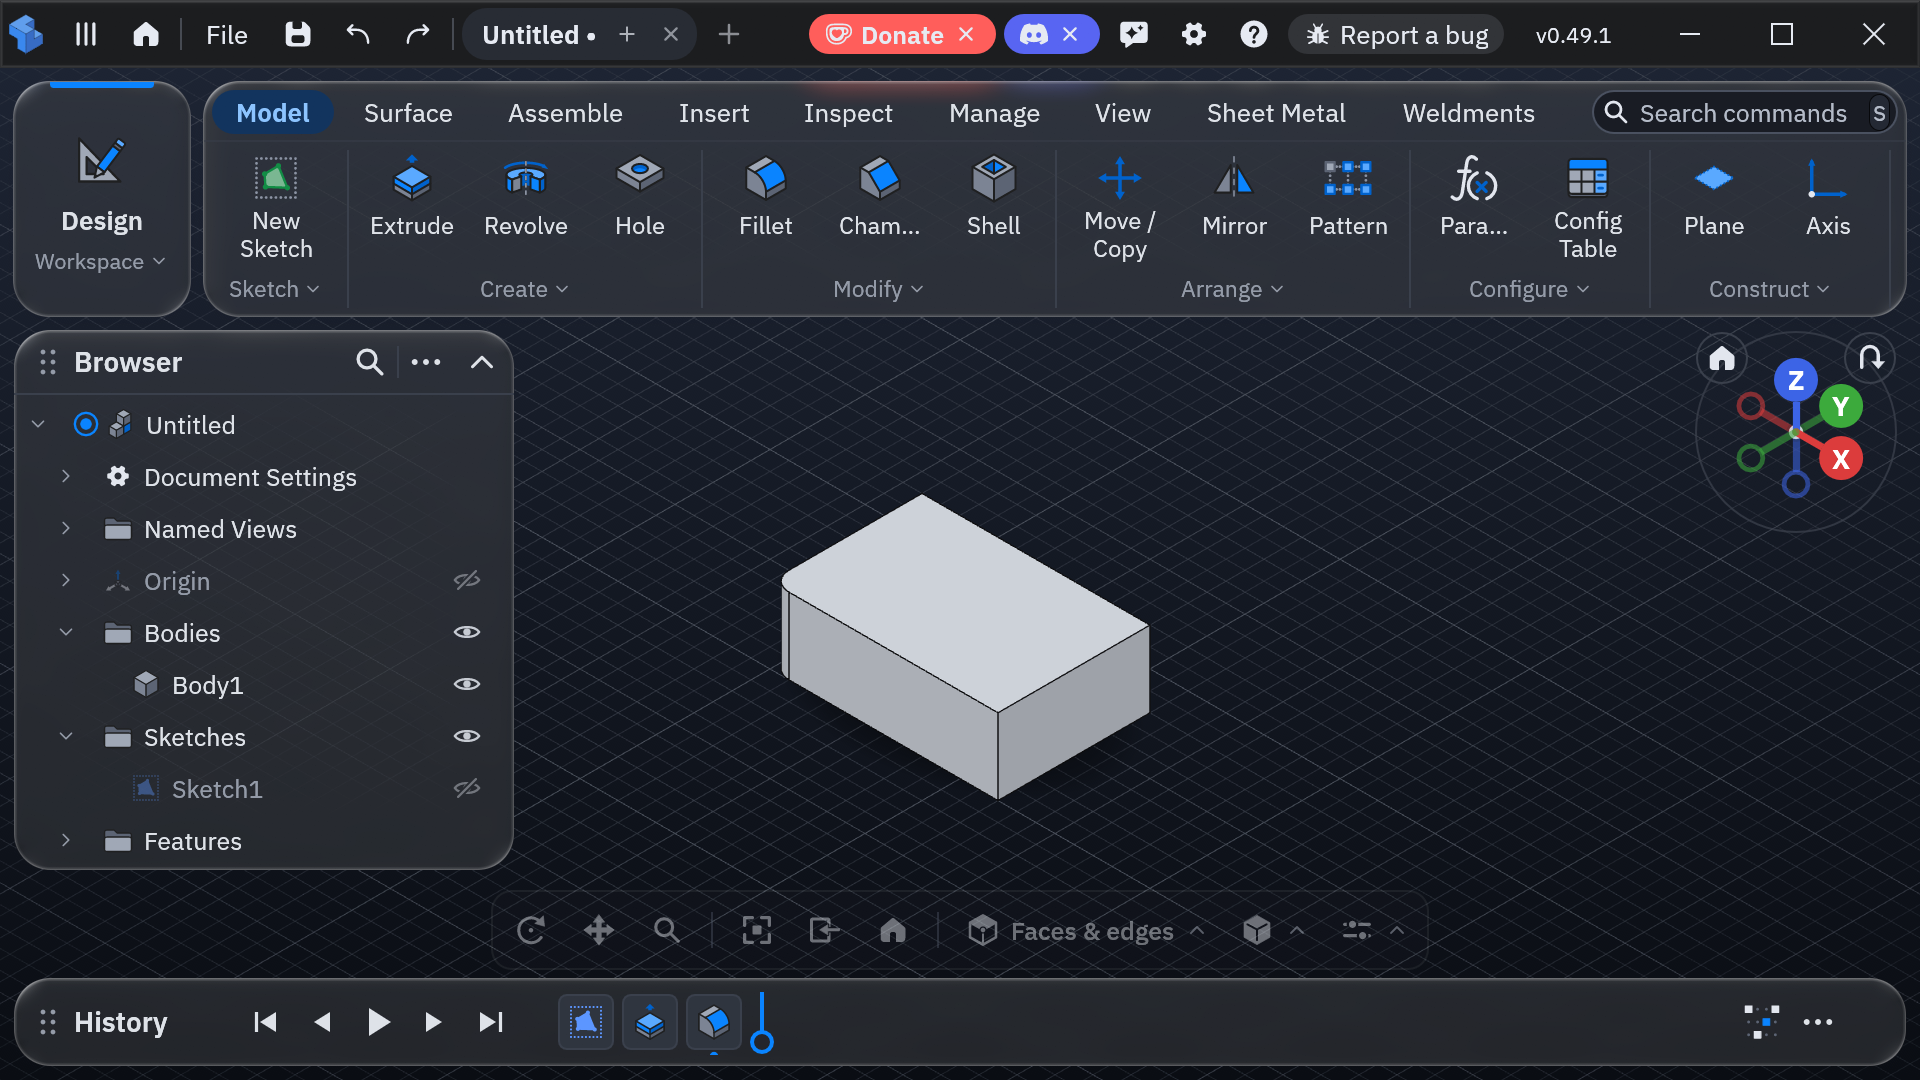 File
Untitled
Donate
Report a bug
v0.49.1
Design
Workspace
Model
Surface
Assemble
Insert
Inspect
Manage
View
Sheet Metal
Weldments
Search commands
S
New
Sketch
Extrude
Revolve
Hole
Fillet
Cham...
Shell
Move /
Copy
Mirror
Pattern
Para...
Config
Table
Plane
Axis
Sketch
Create
Modify
Arrange
Configure
Construct
Browser
Untitled
Document Settings
Named Views
Origin
Bodies
Body1
Sketches
Sketch1
Features
Z
Y
X
Faces & edges
History